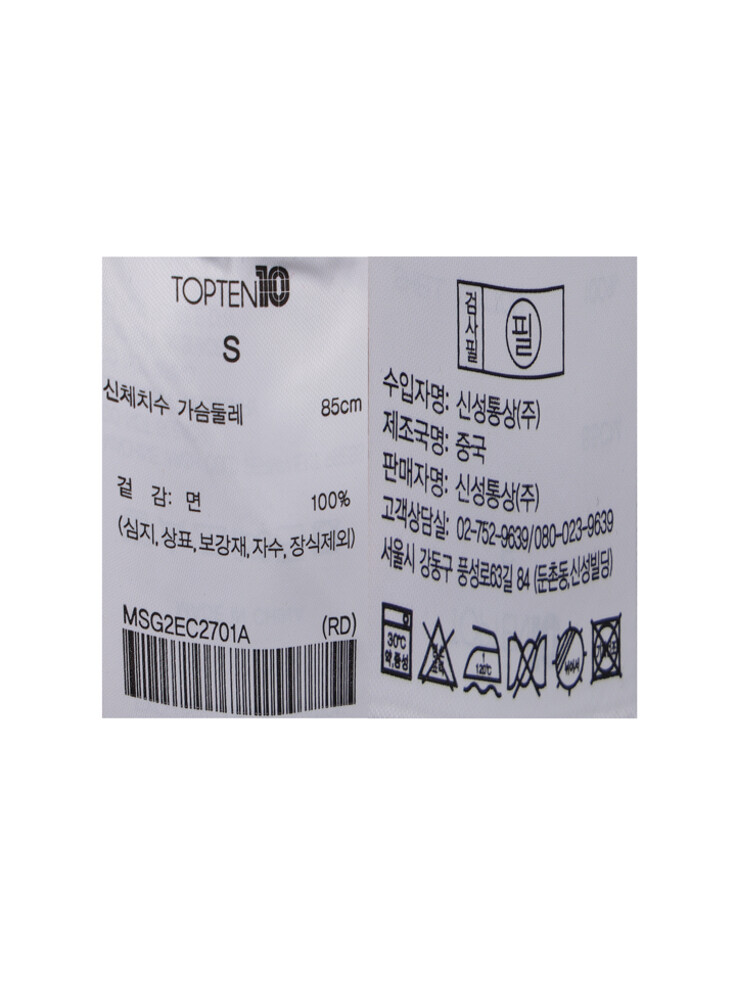 TOPTEN10
S
신체치수 가슴둘레 85cm
겉 감: 면 100%
(심지, 상표, 보강재, 자수, 장식제외)
MSG2EC2701A (RD)
검사필 필
수입자명: 신성통상(주)
제조국명: 중국
판매자명: 신성통상(주)
고객상담실: 02-752-9639/080-023-9639
서울시 강동구 풍성로63길 84 (둔촌동,신성빌딩)
30℃
약.중성
120℃